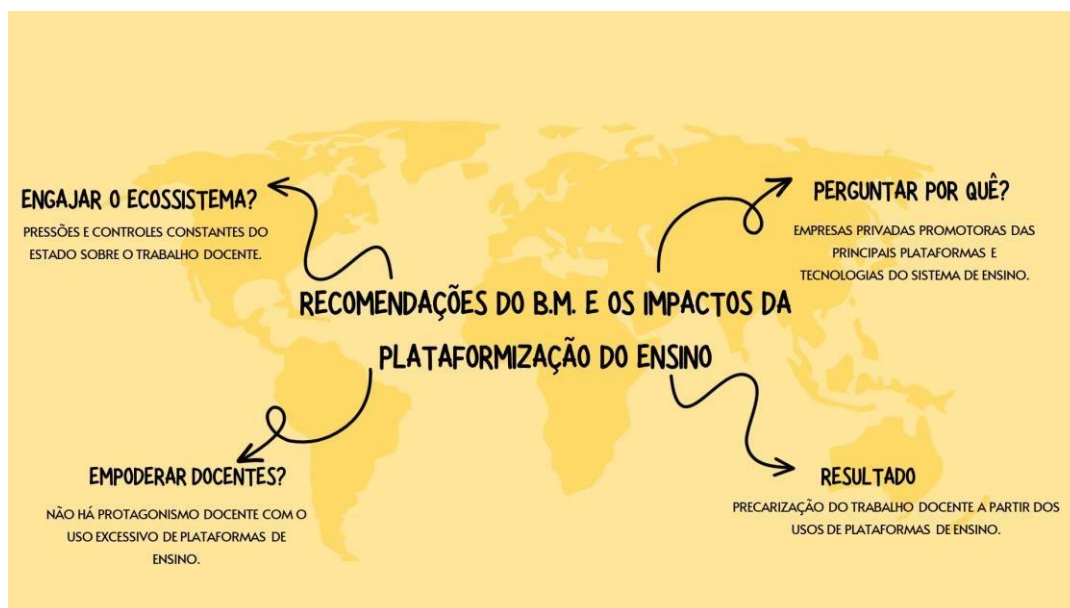 ENGAJAR O ECOSSISTEMA?
PRESSÕES E CONTROLES CONSTANTES DO
ESTADO SOBRE O TRABALHO DOCENTE.
PERGUNTAR POR QUÊ?
EMPRESAS PRIVADAS PROMOTORAS DAS
PRINCIPAIS PLATAFORMAS E
TECNOLOGIAS DO SISTEMA DE ENSINO.
RECOMENDAÇÕES DO B.M. E OS IMPACTOS DA
PLATAFORMIZAÇÃO DO ENSINO
EMPODERAR DOCENTES?
NÃO HÁ PROTAGONISMO DOCENTE COM O
USO EXCESSIVO DE PLATAFORMAS DE
ENSINO.
RESULTADO
PRECARIZAÇÃO DO TRABALHO DOCENTE A PARTIR DOS
USOS DE PLATAFORMAS DE ENSINO.